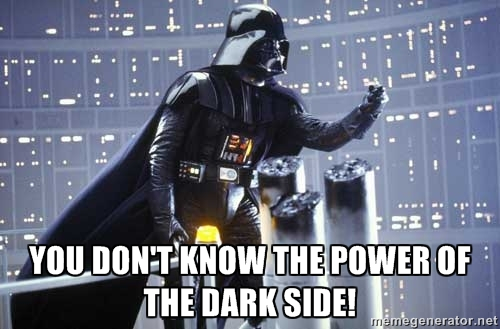 YOU DON'T KNOW THE POWER OF
THE DARK SIDE!
memegenerator.net